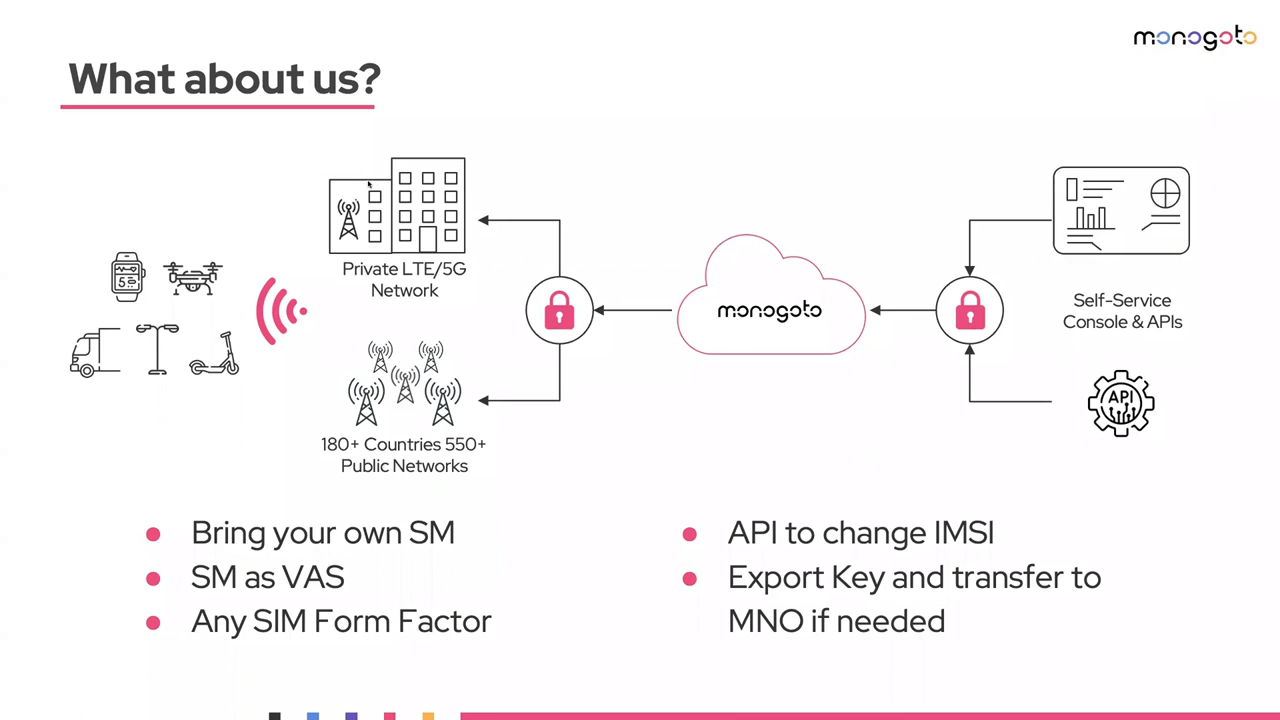 monogoto
What about us?
Private LTE/5G
Network
5
180+ Countries 550+
Public Networks
monogoto
Self-Service
Console & APIs
API
Bring your own SM
SM as VAS
Any SIM Form Factor
API to change IMSI
Export Key and transfer to
MNO if needed